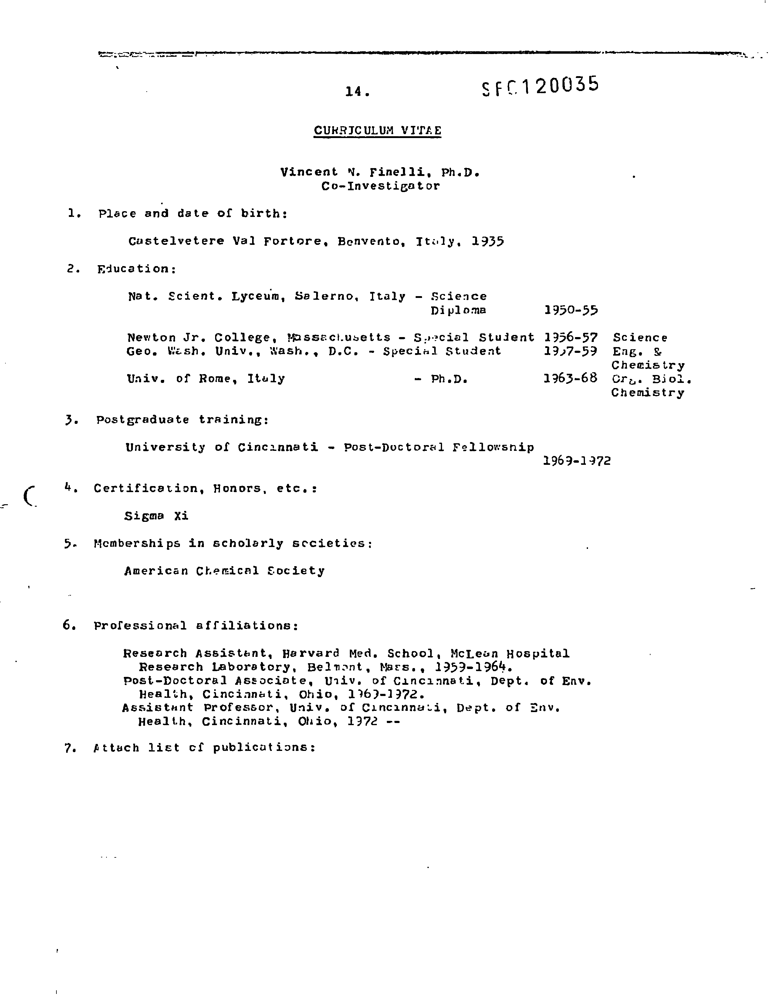 14.
SFC120035
CURRICULUM VITAE
Vincent N. Finelli, Ph.D.
Co-Investigator
1. Place and date of birth:
Castelvetere Val Fortore, Benvento, Italy, 1935
2. Education:
Nat. Scient. Lyceum, Salerno, Italy - Science
Diploma 1950-55
Newton Jr. College, Massachusetts - Special Student 1956-57 Science
Geo. Wash. Univ., Wash., D.C. - Special Student 1957-59 Eng. &
Chemistry
Univ. of Rome, Italy - Ph.D. 1963-68 Org. Biol.
Chemistry
3. Postgraduate training:
University of Cincinnati - Post-Doctoral Fellowship
1969-1972
4. Certification, Honors, etc.:
Sigma Xi
5. Memberships in scholarly societies:
American Chemical Society
6. Professional affiliations:
Research Assistant, Harvard Med. School, McLean Hospital
Research Laboratory, Belmont, Mass., 1959-1964.
Post-Doctoral Associate, Univ. of Cincinnati, Dept. of Env.
Health, Cincinnati, Ohio, 1969-1972.
Assistant Professor, Univ. of Cincinnati, Dept. of Env.
Health, Cincinnati, Ohio, 1972 --
7. Attach list of publications: